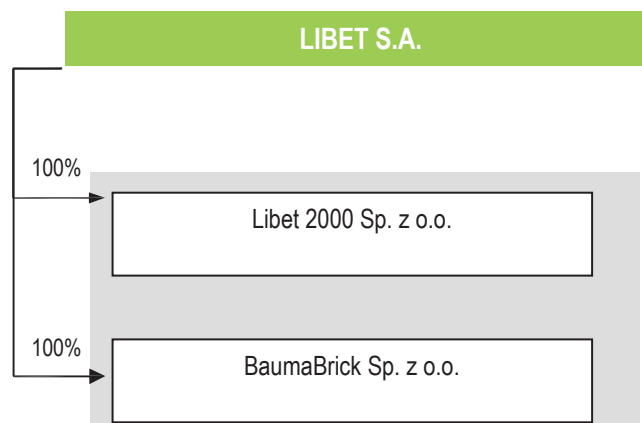 LIBET S.A.
100%
Libet 2000 Sp. z o.o.
100%
BaumaBrick Sp. z o.o.